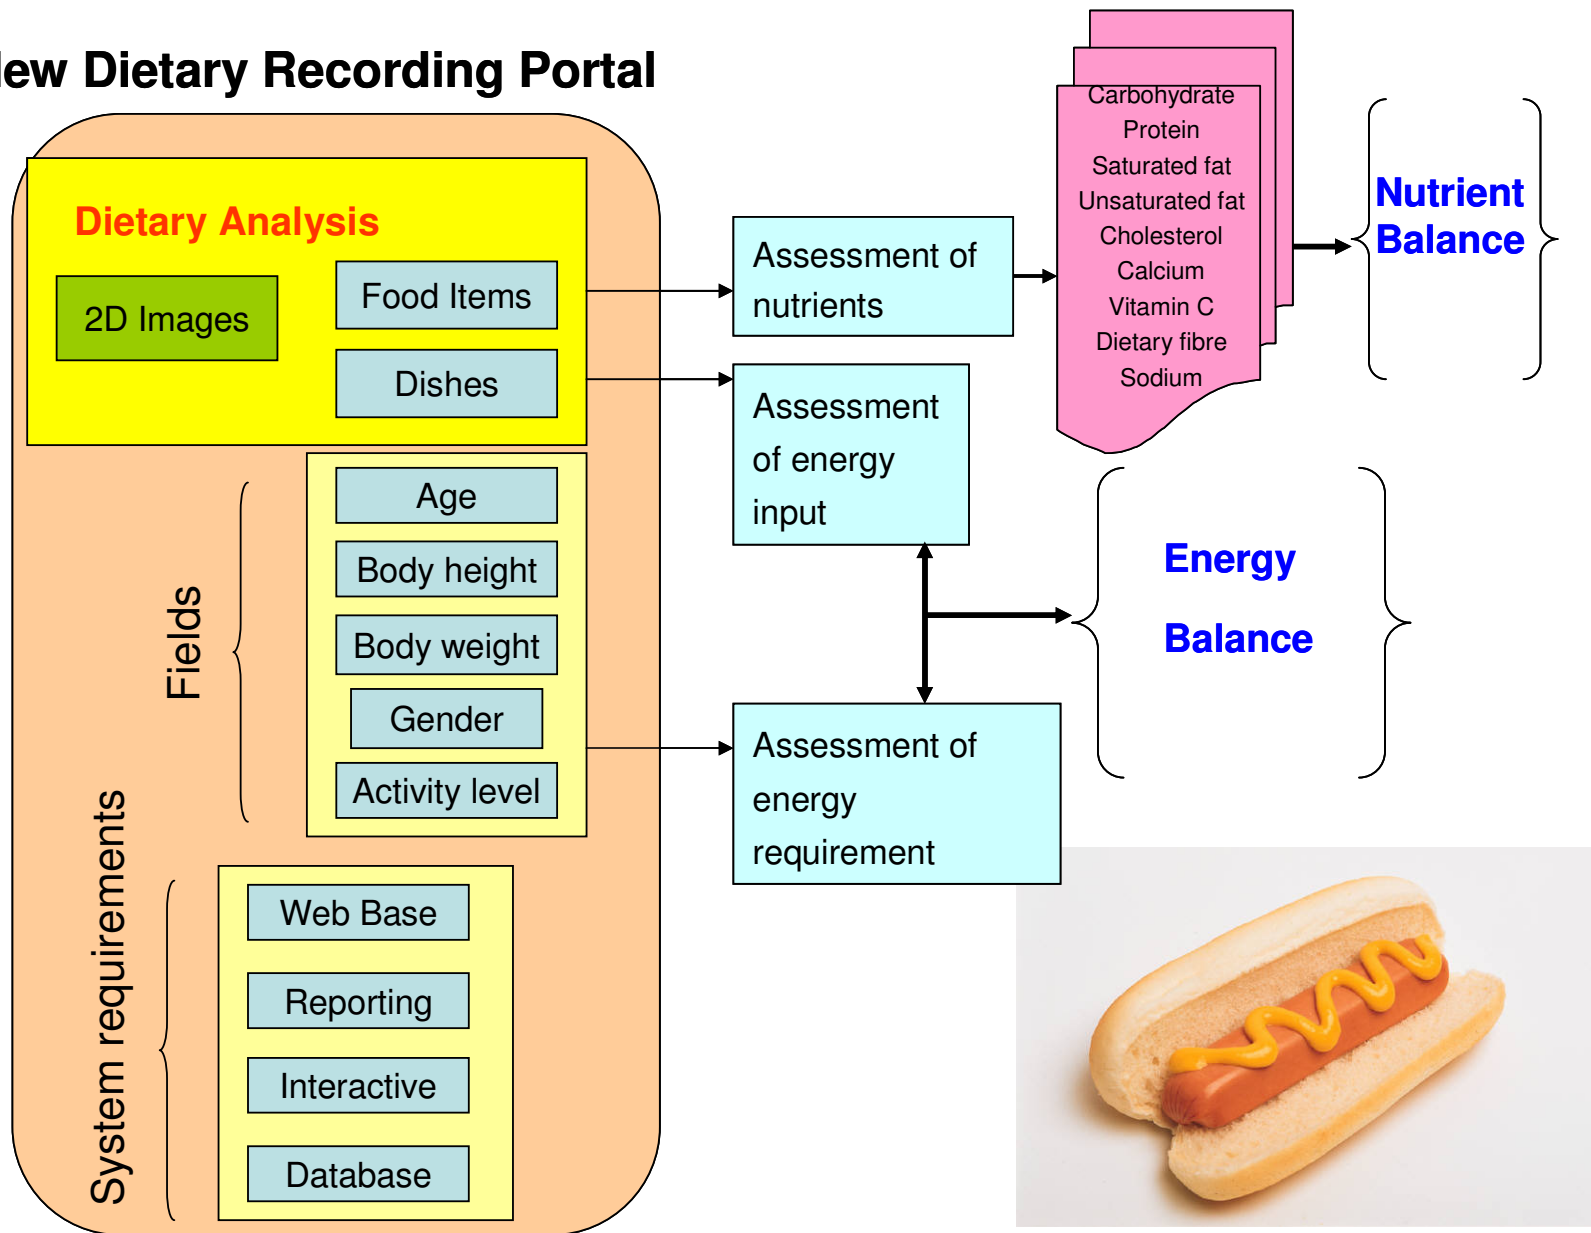 ew Dietary Recording Portal
Dietary Analysis
2D Images
Food Items
Dishes
Fields
Age
Body height
Body weight
Gender
Activity level
System requirements
Web Base
Reporting
Interactive
Database
Assessment of
nutrients
Assessment
of energy
input
Assessment of
energy
requirement
Carbohydrate
Protein
Saturated fat
Unsaturated fat
Cholesterol
Calcium
Vitamin C
Dietary fibre
Sodium
Nutrient
Balance
Energy
Balance